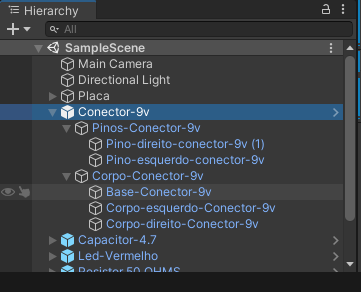 Hierarchy
All
SampleScene
Main Camera
Directional Light
Placa
Conector-9v
Pinos-Conector-9v
Pino-direito-conector-9v (1)
Pino-esquerdo-conector-9v
Corpo-Conector-9v
Base-Conector-9v
Corpo-esquerdo-Conector-9v
Corpo-direito-Conector-9v
Capacitor-4.7
Led-Vermelho
Resistor 50 OHMS